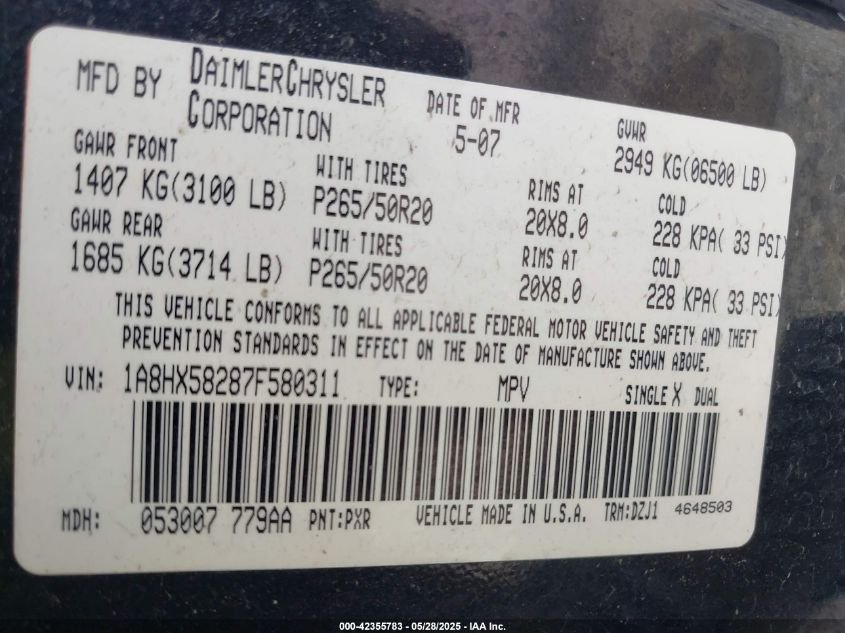 MFD BY DAIMLERCHRYSLER CORPORATION
DATE OF MFR 5-07
GVWR 2949 KG(06500 LB)
GAWR FRONT WITH TIRES RIMS AT COLD
1407 KG(3100 LB) P265/50R20 20X8.0 228 KPA( 33 PSI)
GAWR REAR WITH TIRES RIMS AT COLD
1685 KG(3714 LB) P265/50R20 20X8.0 228 KPA( 33 PSI)
THIS VEHICLE CONFORMS TO ALL APPLICABLE FEDERAL MOTOR VEHICLE SAFETY AND THEFT
PREVENTION STANDARDS IN EFFECT ON THE DATE OF MANUFACTURE SHOWN ABOVE.
VIN: 1A8HX58287F580311 TYPE: MPV SINGLE X DUAL
MDH: 053007 779AA PNT:PXR VEHICLE MADE IN U.S.A. TRM:DZJ1 4648503
000-42355783 - 05/28/2025 - IAA Inc.